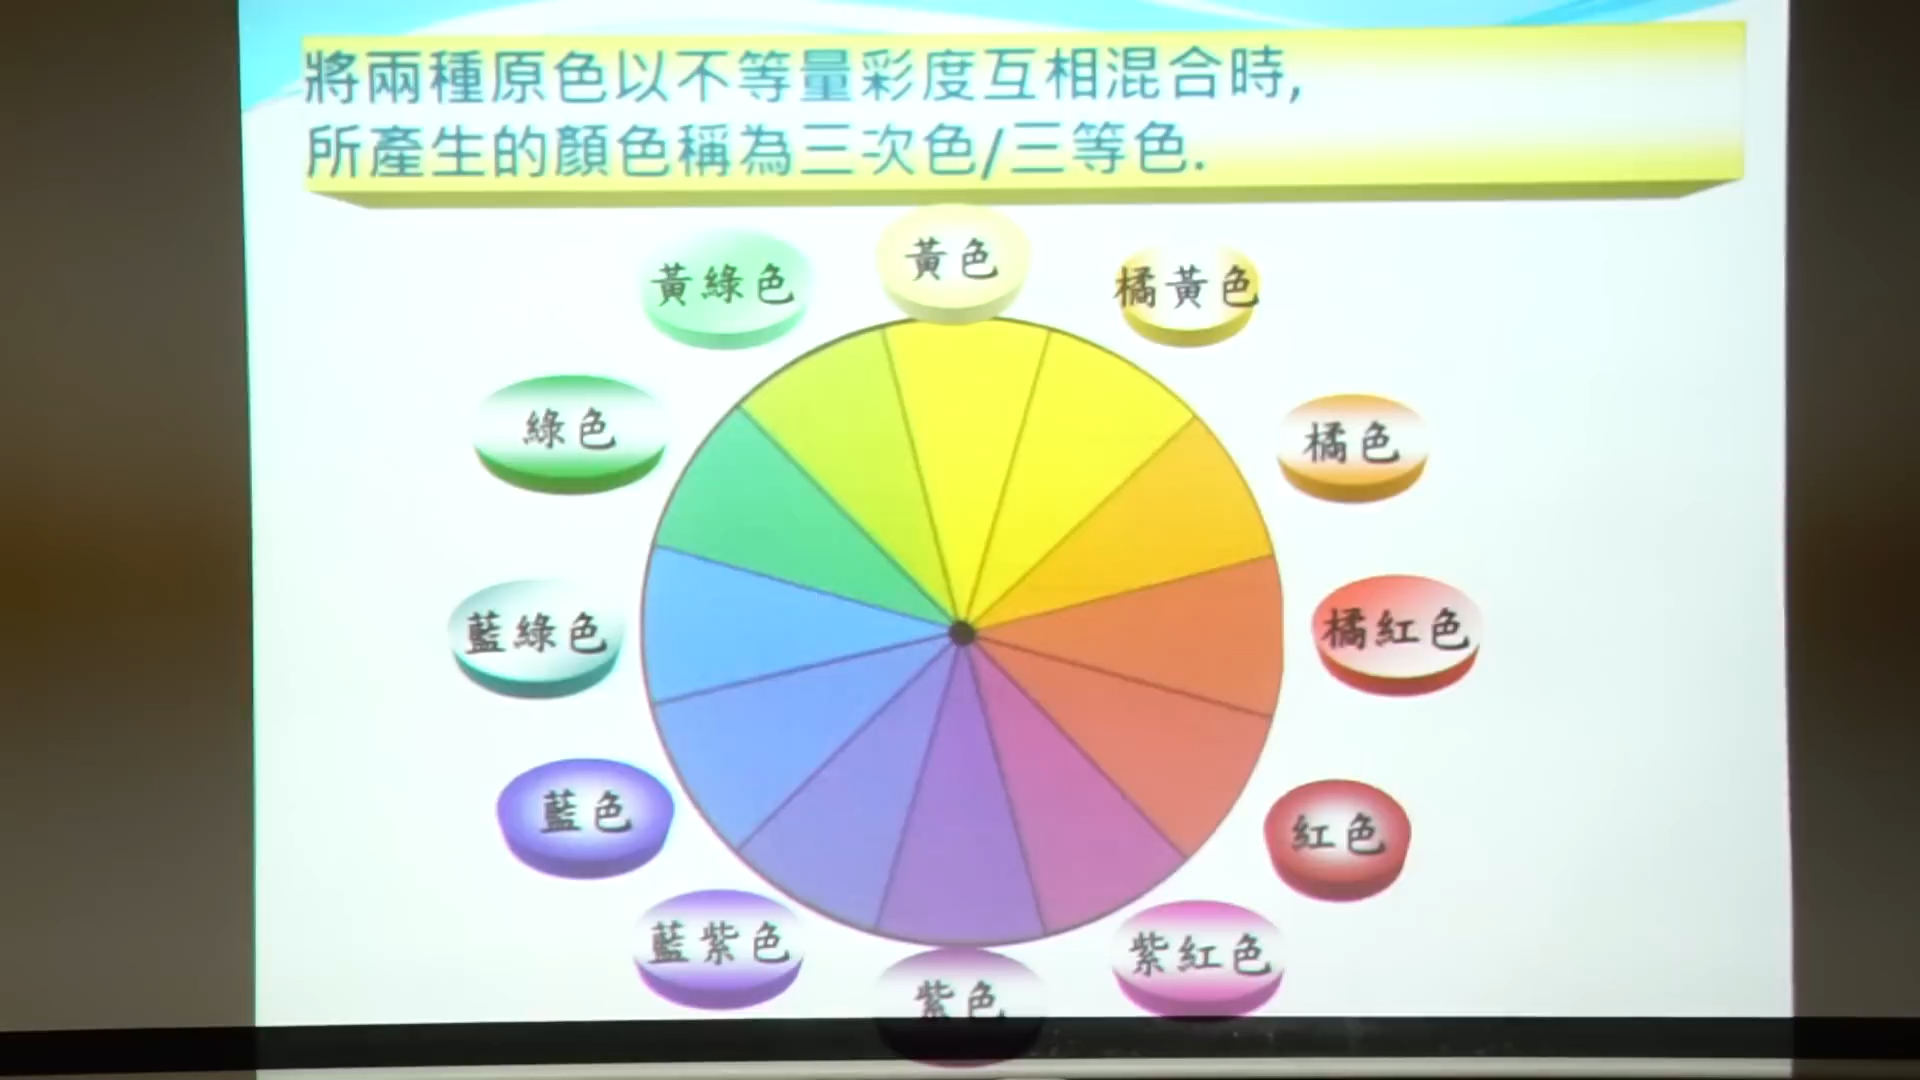 將兩種原色以不等量彩度互相混合時,
所產生的顏色稱為三次色/三等色.
黃色
橘黃色
橘色
橘紅色
紅色
紫紅色
紫色
藍紫色
藍色
藍綠色
綠色
黃綠色